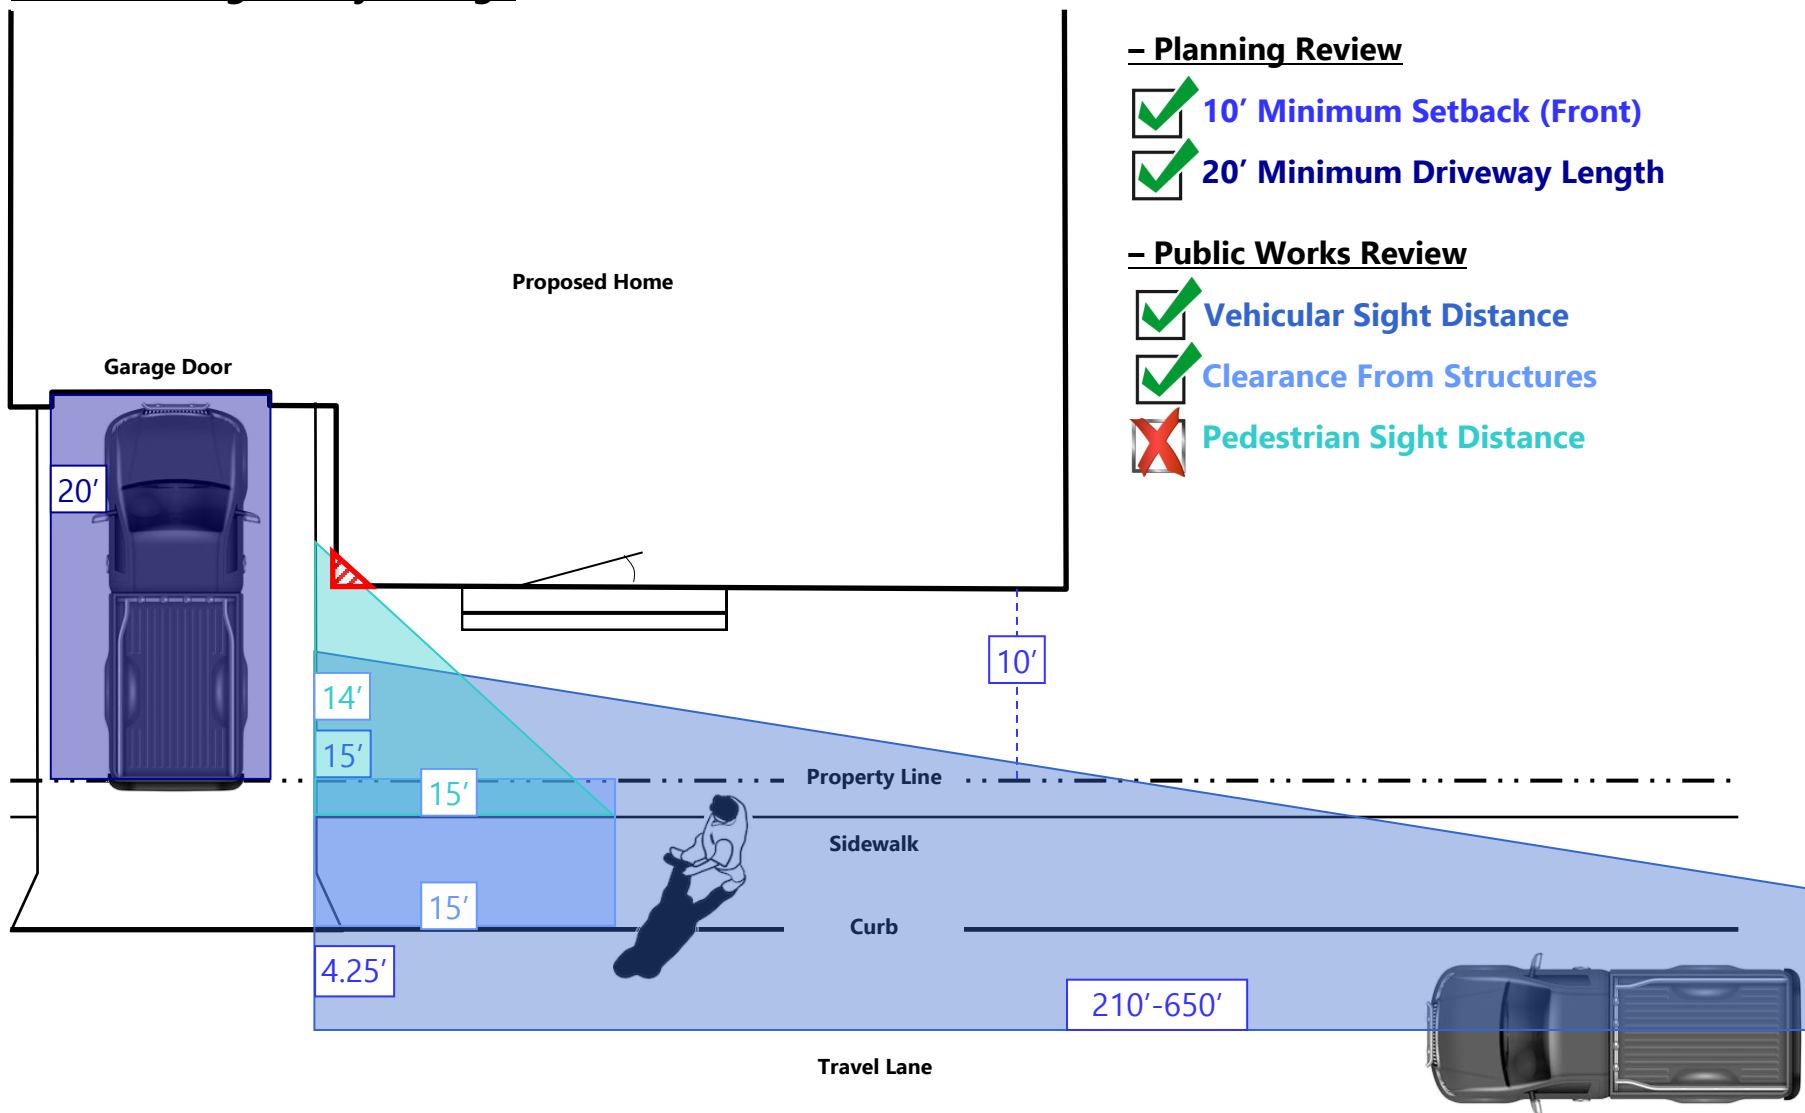 – Planning Review
10’ Minimum Setback (Front)
20’ Minimum Driveway Length
– Public Works Review
Vehicular Sight Distance
Clearance From Structures
Pedestrian Sight Distance
Proposed Home
Garage Door
20’
10’
14’
15’
15’
Property Line
Sidewalk
15’
Curb
4.25’
210’-650’
Travel Lane